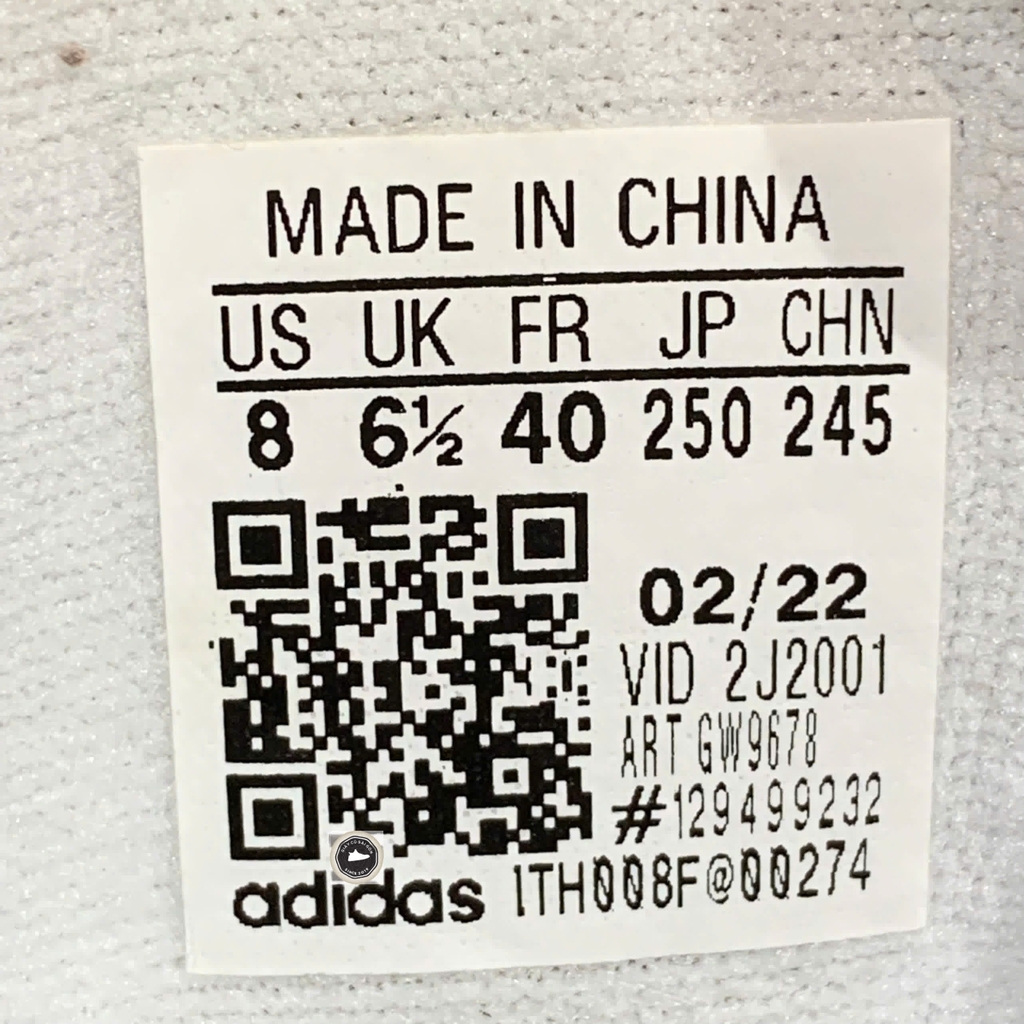 MADE IN CHINA
US UK FR JP CHN
8 6½ 40 250 245
02/22
VID 2J2001
ART GW9678
#129499232
adidas 1TH008F@00274